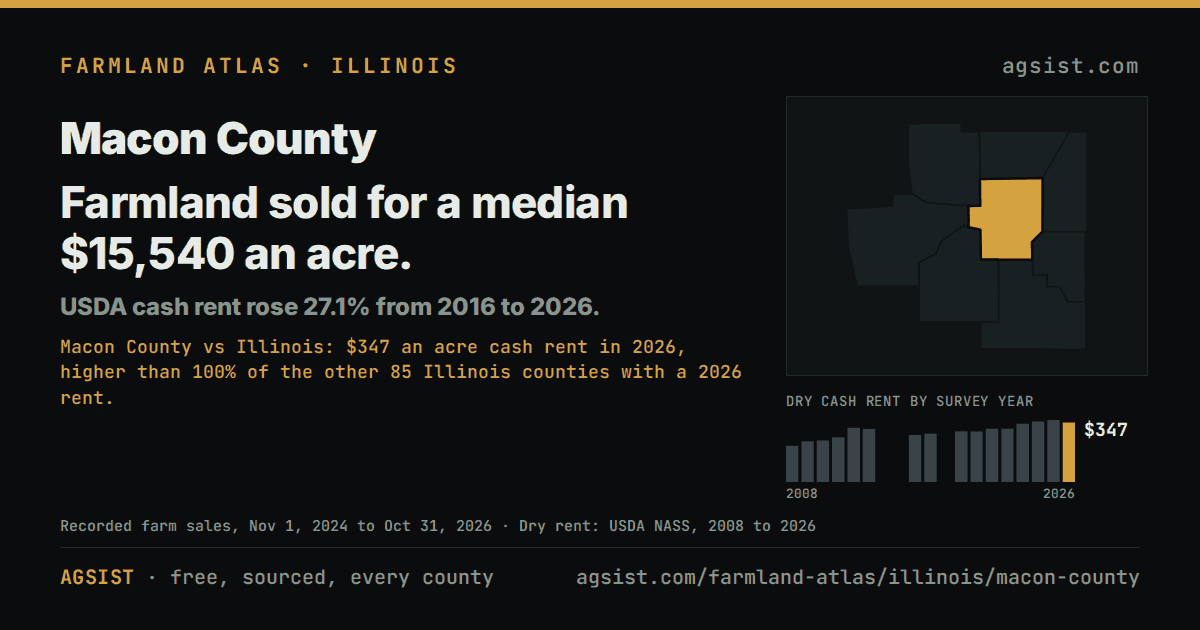 FARMLAND ATLAS · ILLINOIS
agsist.com
Macon County
Farmland sold for a median
$15,540 an acre.
USDA cash rent rose 27.1% from 2016 to 2026.
Macon County vs Illinois: $347 an acre cash rent in 2026,
higher than 100% of the other 85 Illinois counties with a 2026
rent.
DRY CASH RENT BY SURVEY YEAR
$347
2008
2026
Recorded farm sales, Nov 1, 2024 to Oct 31, 2026 · Dry rent: USDA NASS, 2008 to 2026
AGSIST · free, sourced, every county
agsist.com/farmland-atlas/illinois/macon-county